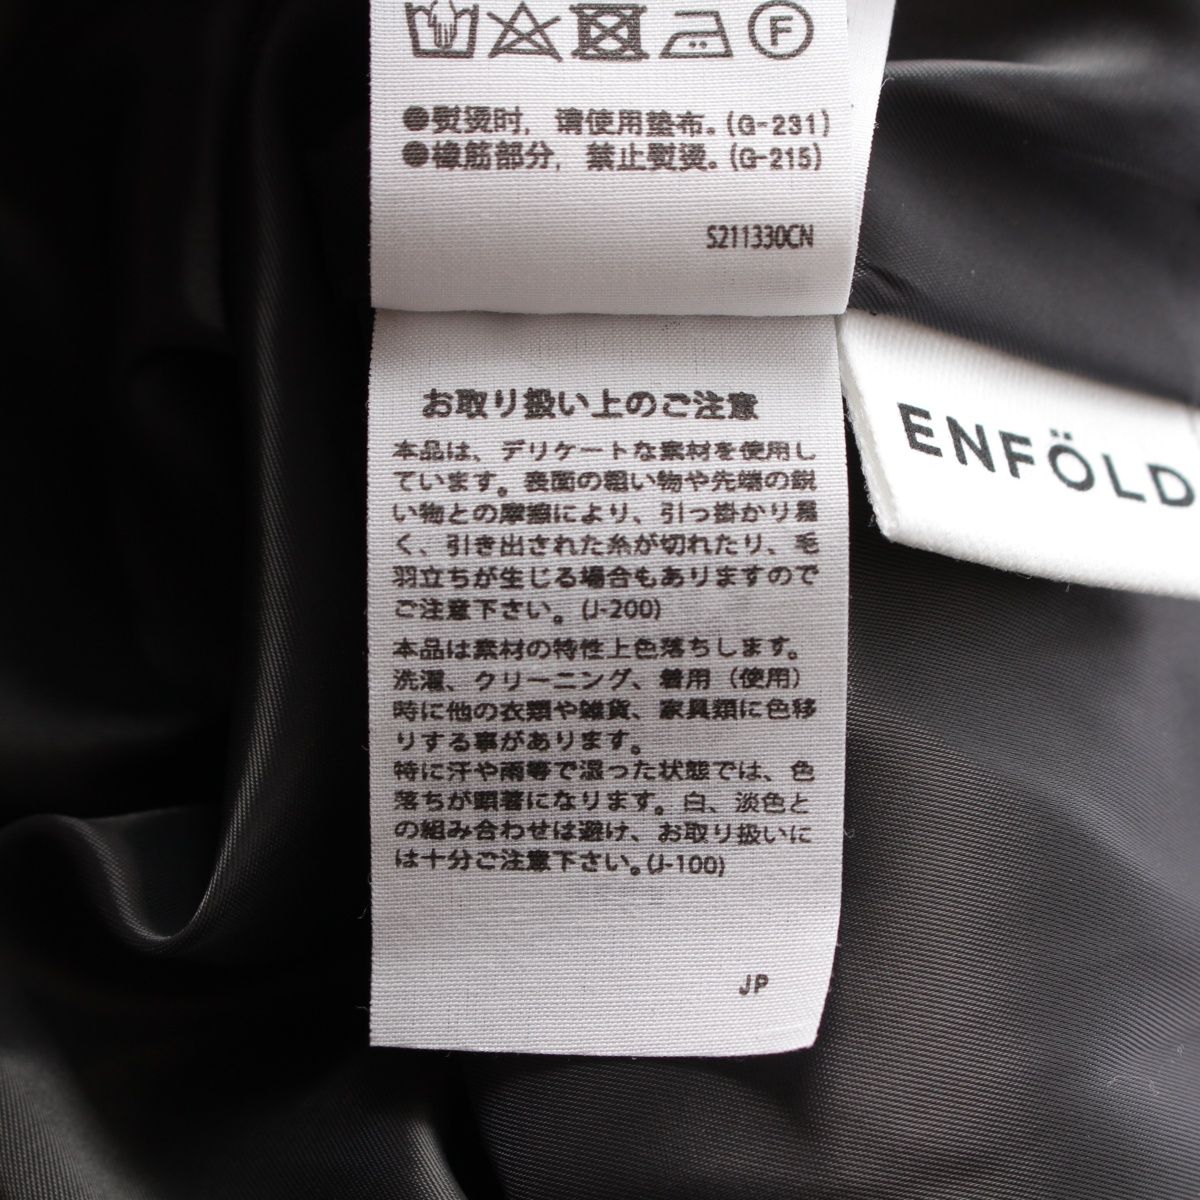 F
●熨烫时，请使用垫布。(G-231)
●橡筋部分，禁止熨烫。(G-215)
S211330CN
お取り扱い上のご注意
本品は、デリケートな素材を使用し
ています。表面の粗い物や先端の鋭
い物との摩擦により、引っ掛かり易
く、引き出された糸が切れたり、毛
羽立ちが生じる場合もありますので
ご注意下さい。(J-200)
本品は素材の特性上色落ちします。
洗濯、クリーニング、着用（使用）
時に他の衣類や雑貨、家具類に色移
りする事があります。
特に汗や雨等で湿った状態では、色
落ちが顕著になります。白、淡色と
の組み合わせは避け、お取り扱いに
は十分ご注意下さい。(J-100)
JP
ENFÖLD